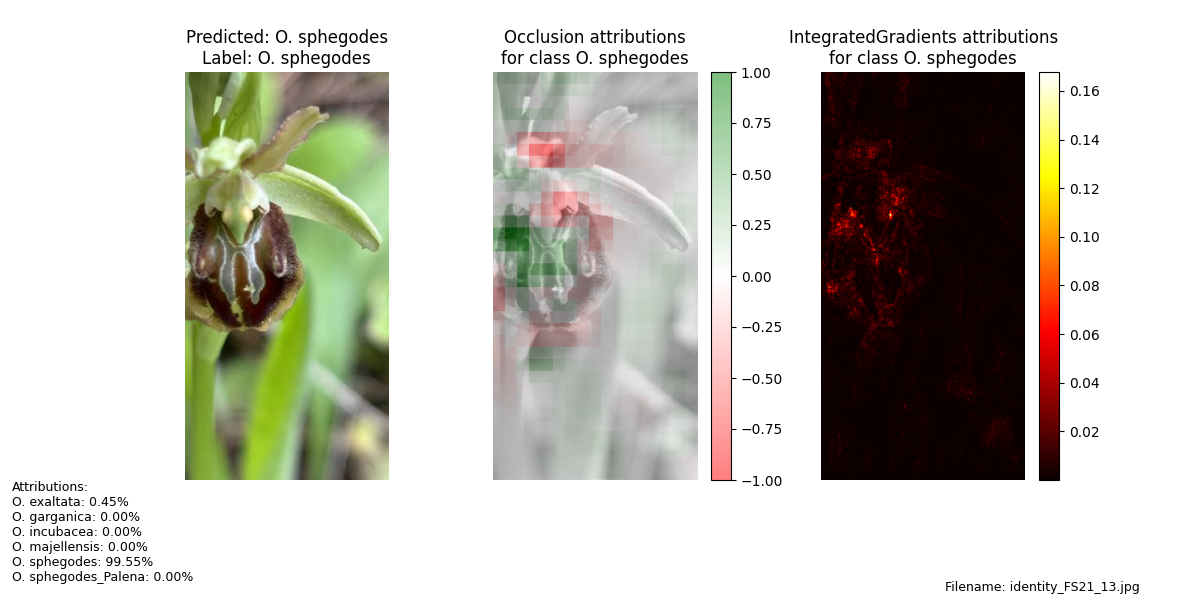 Predicted: O. sphegodes
Label: O. sphegodes
Occlusion attributions
for class O. sphegodes
IntegratedGradients attributions
for class O. sphegodes
1.00
0.75
0.50
0.25
0.00
−0.25
−0.50
−0.75
−1.00
0.16
0.14
0.12
0.10
0.08
0.06
0.04
0.02
Attributions:
O. exaltata: 0.45%
O. garganica: 0.00%
O. incubacea: 0.00%
O. majellensis: 0.00%
O. sphegodes: 99.55%
O. sphegodes_Palena: 0.00%
Filename: identity_FS21_13.jpg